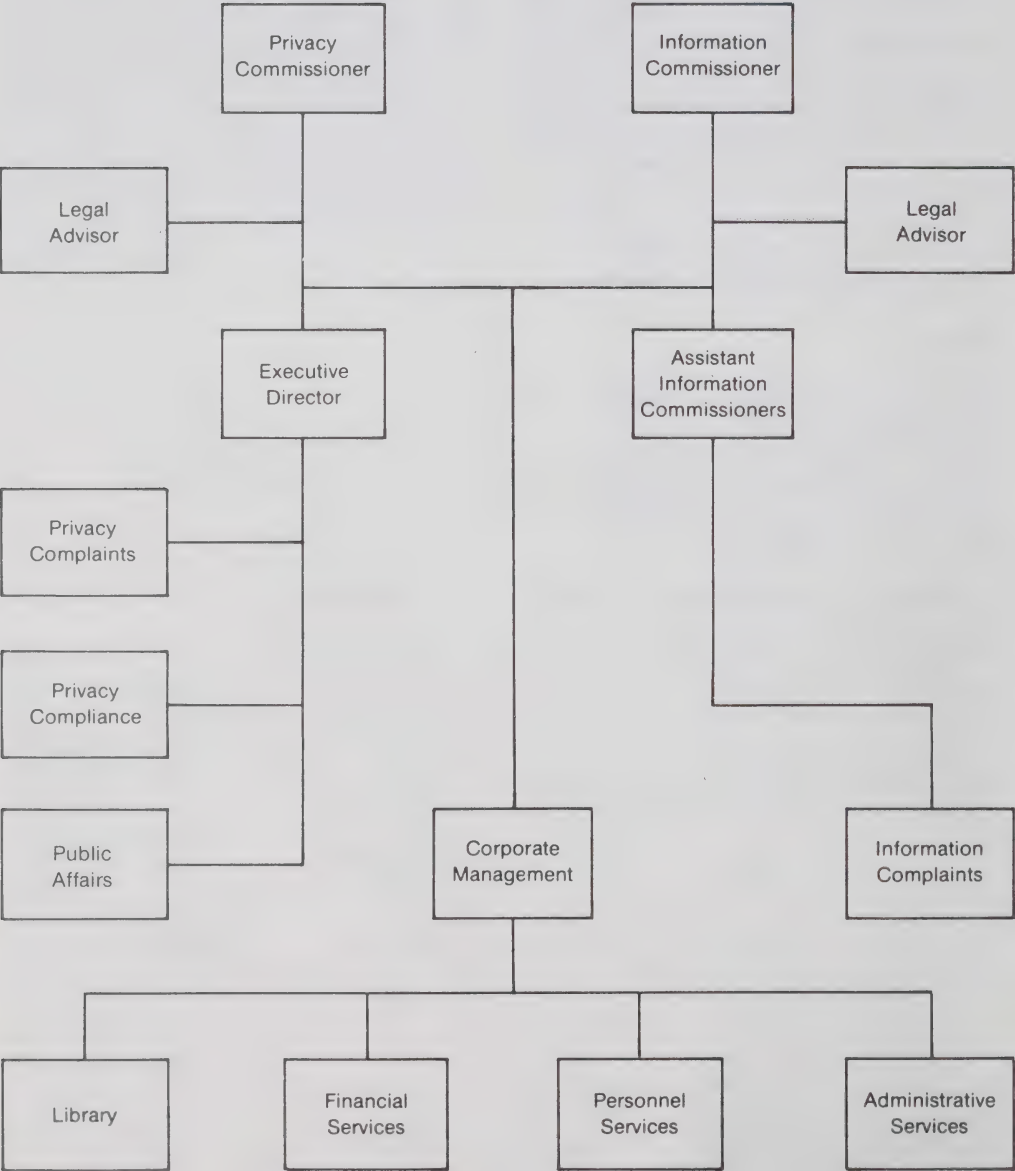 Privacy
Commissioner
Information
Commissioner
Legal
Advisor
Legal
Advisor
Executive
Director
Assistant
Information
Commissioners
Privacy
Complaints
Privacy
Compliance
Public
Affairs
Corporate
Management
Information
Complaints
Library
Financial
Services
Personnel
Services
Administrative
Services